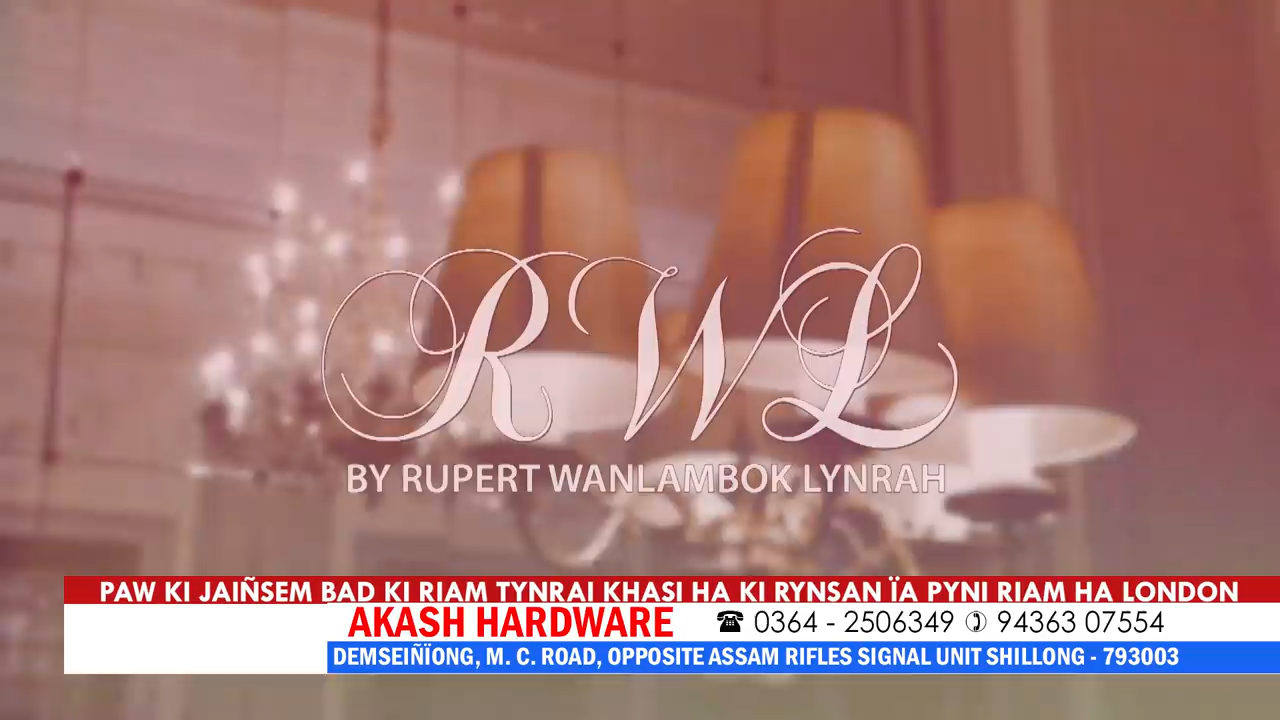 RWL
BY RUPERT WANLAMBOK LYNRAH
PAW KI JAIÑSEM BAD KI RIAM TYNRAI KHASI HA KI RYNSAN ÏA PYNI RIAM HA LONDON
AKASH HARDWARE ☎ 0364 - 2506349 ✆ 94363 07554
DEMSEIÑÏONG, M. C. ROAD, OPPOSITE ASSAM RIFLES SIGNAL UNIT SHILLONG - 793003